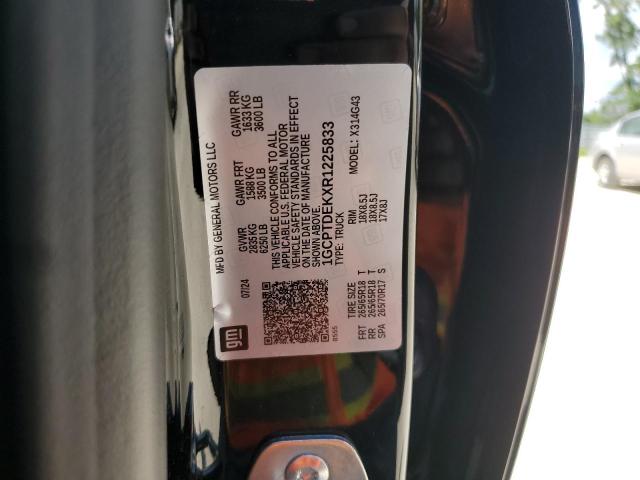 MFD BY GENERAL MOTORS LLC
07/24
GVWR GAWR FRT GAWR RR
2835 KG 1588 KG 1633 KG
6250 LB 3500 LB 3600 LB
THIS VEHICLE CONFORMS TO ALL
APPLICABLE U.S. FEDERAL MOTOR
VEHICLE SAFETY STANDARDS IN EFFECT
ON THE DATE OF MANUFACTURE
SHOWN ABOVE.
1GCPTDEKXR1225833
TYPE: TRUCK MODEL: X314G43
gm
8555
TIRE SIZE RIM
FRT 265/65R18 T 18X8.5J
RR 265/65R18 T 18X8.5J
SPA 265/70R17 S 17X8J